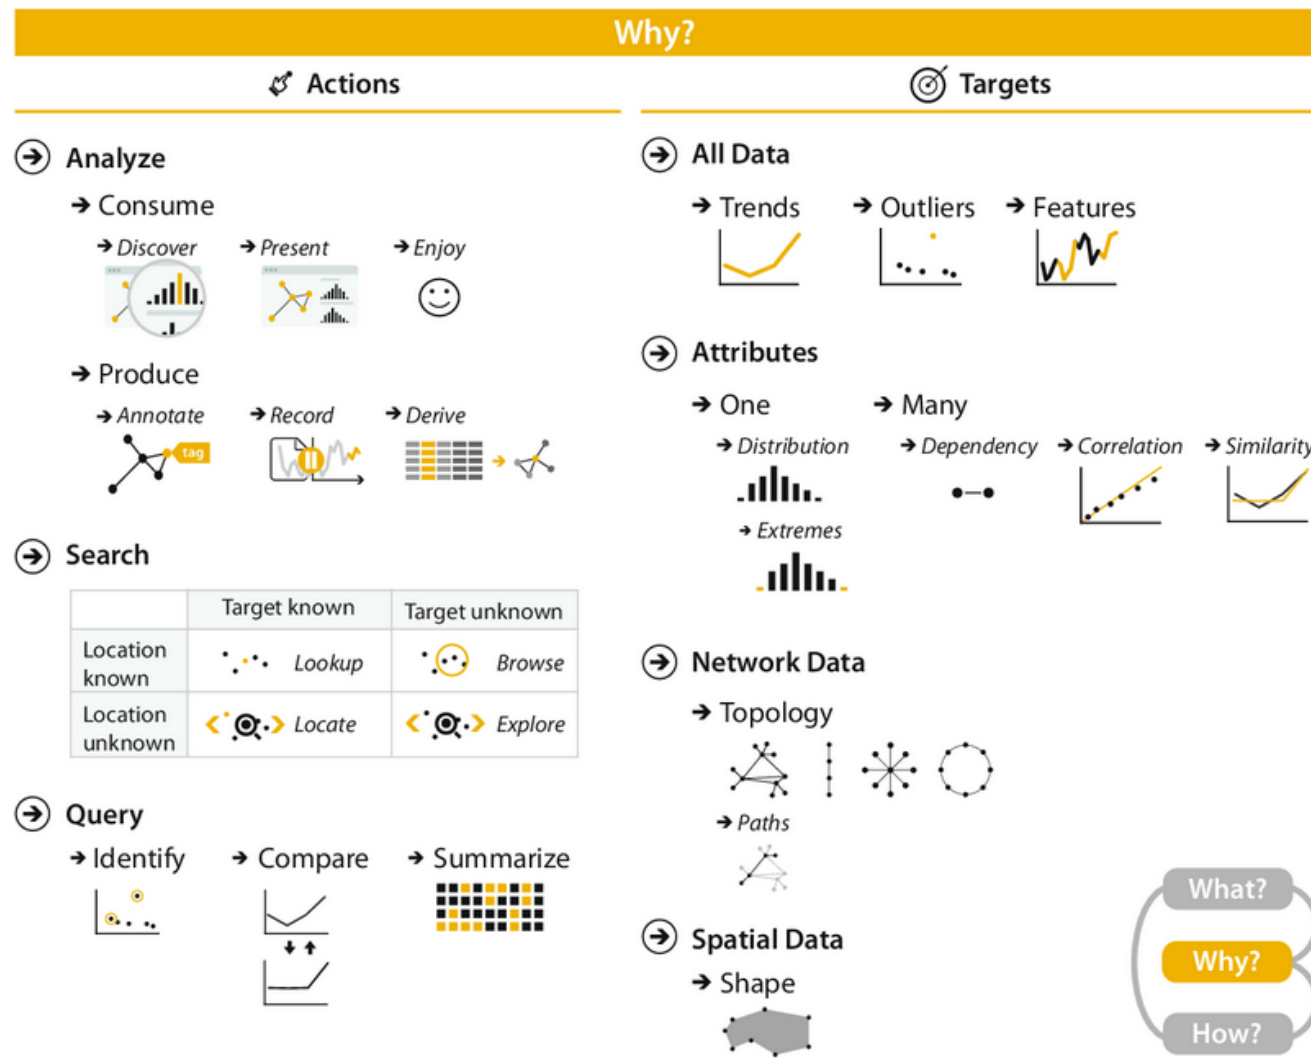 Why?
Actions
Targets
Analyze
→ Consume
→ Discover
→ Present
→ Enjoy
→ Produce
→ Annotate
tag
→ Record
→ Derive
Search
Target known
Target unknown
Location known
Lookup
Browse
Location unknown
Locate
Explore
Query
→ Identify
→ Compare
→ Summarize
All Data
→ Trends
→ Outliers
→ Features
Attributes
→ One
→ Many
→ Distribution
→ Dependency
→ Correlation
→ Similarity
→ Extremes
Network Data
→ Topology
→ Paths
Spatial Data
→ Shape
What?
Why?
How?